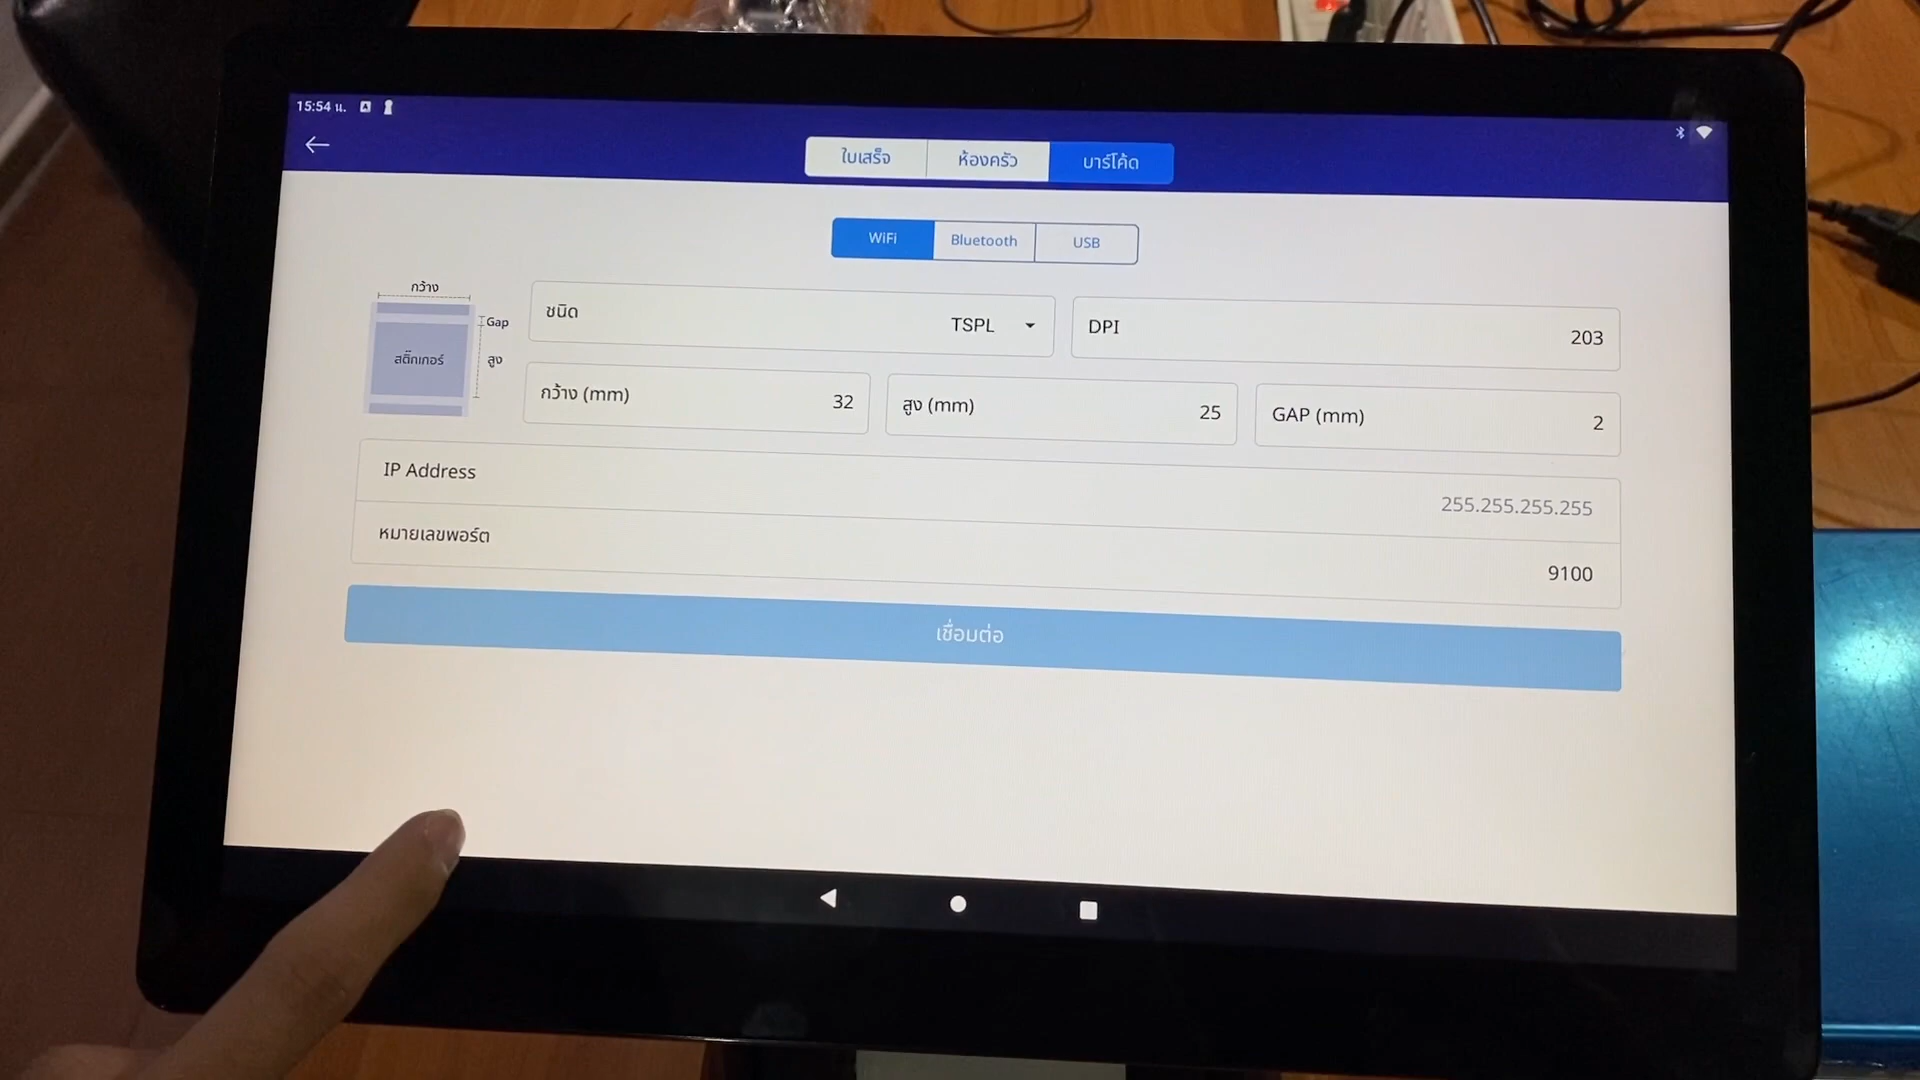 15:54 น.
ใบเสร็จ ห้องครัว บาร์โค้ด
WiFi Bluetooth USB
กว้าง
Gap
สูง
สติ๊กเกอร์
ชนิด TSPL
DPI 203
กว้าง (mm) 32
สูง (mm) 25
GAP (mm) 2
IP Address 255.255.255.255
หมายเลขพอร์ต 9100
เชื่อมต่อ